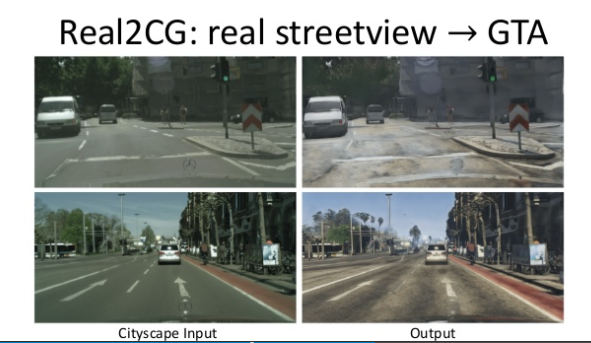 Real2CG: real streetview → GTA
Cityscape Input
Output